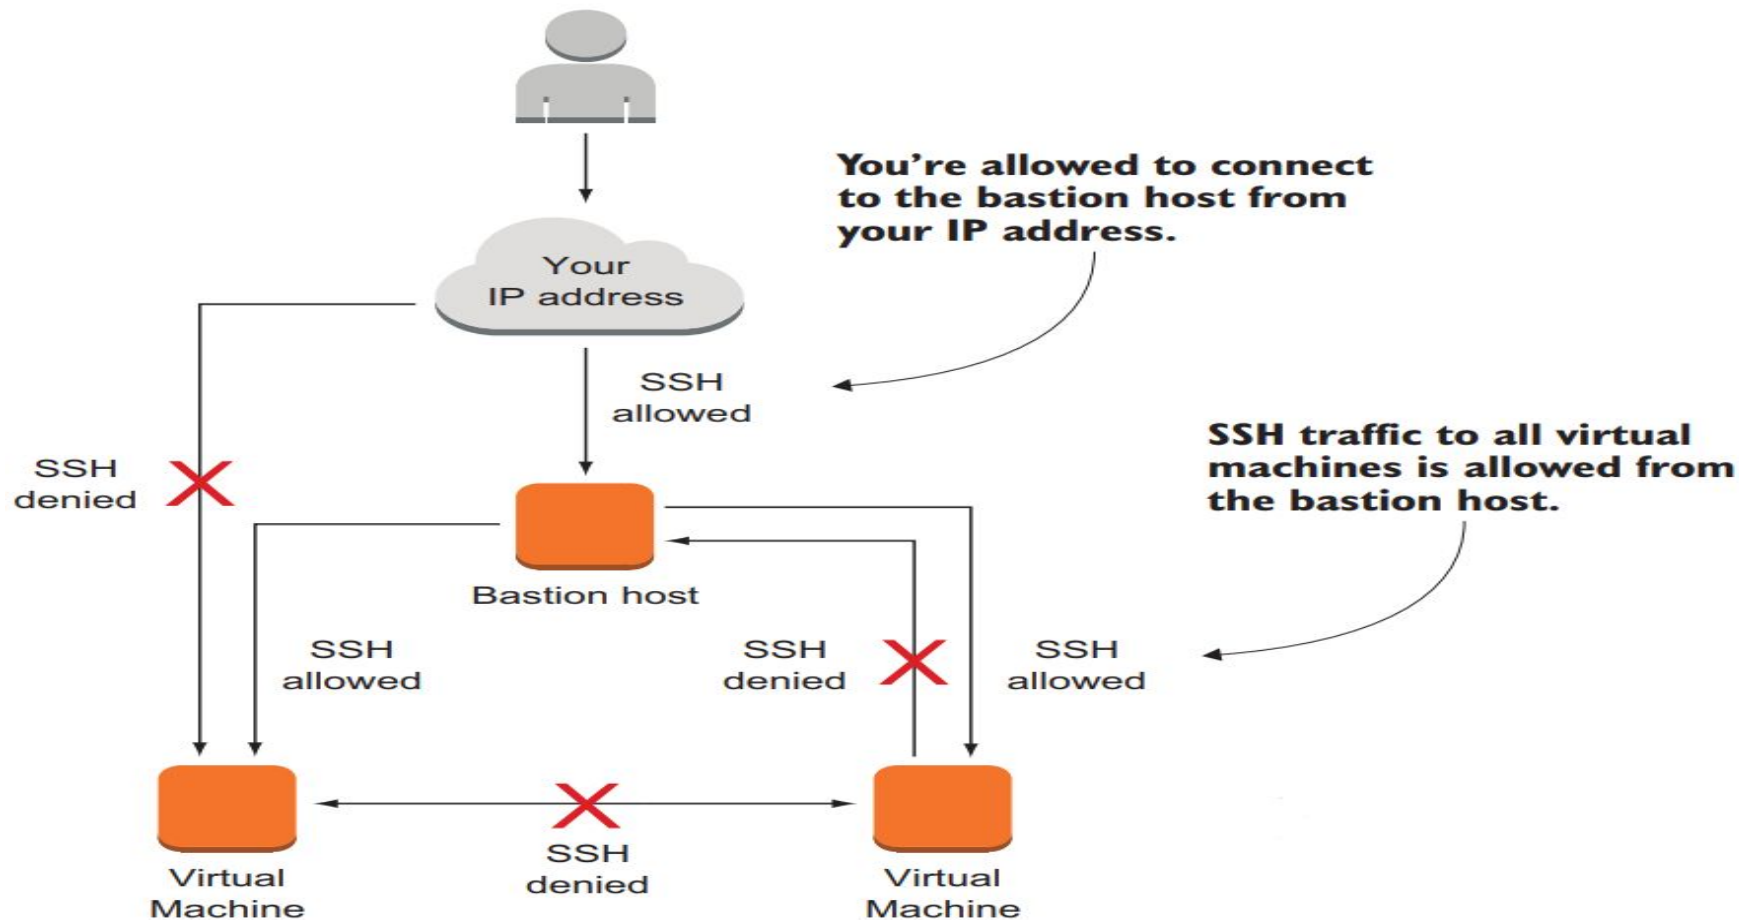 You're allowed to connect
to the bastion host from
your IP address.
Your
IP address
SSH
allowed
SSH traffic to all virtual
machines is allowed from
the bastion host.
SSH
denied
Bastion host
SSH
allowed
SSH
denied
SSH
allowed
SSH
denied
Virtual
Machine
Virtual
Machine